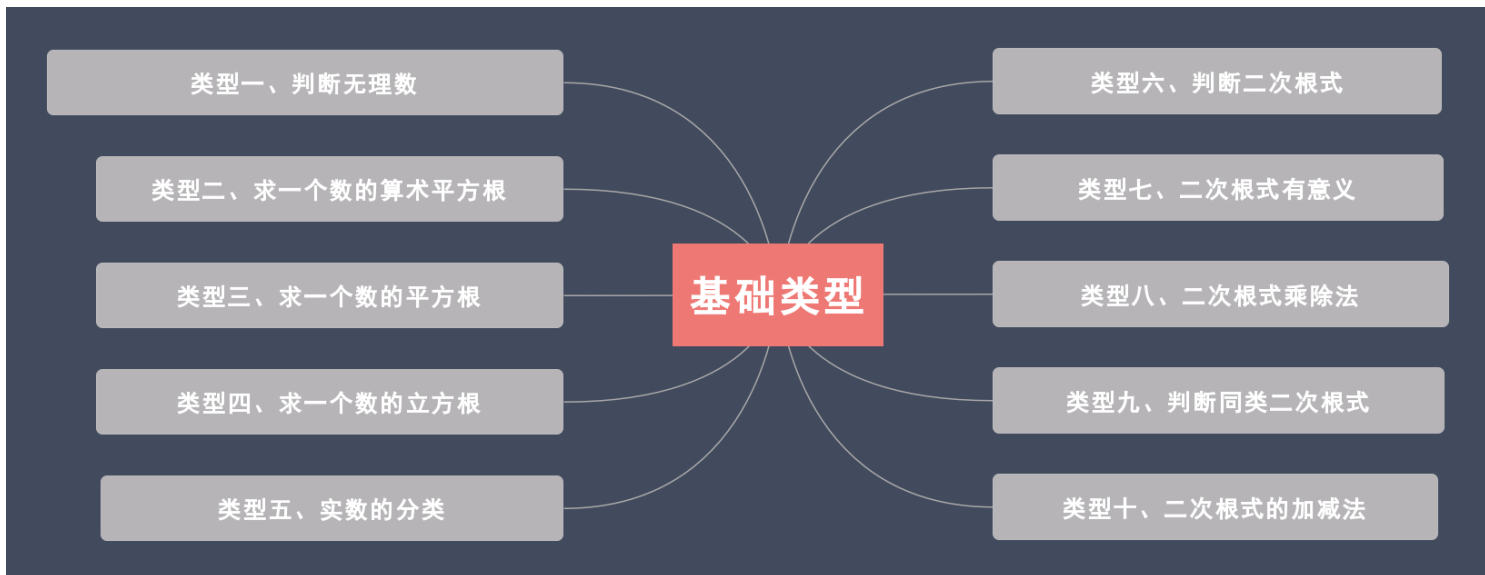 类型一、判断无理数
类型二、求一个数的算术平方根
类型三、求一个数的平方根
类型四、求一个数的立方根
类型五、实数的分类
基础类型
类型六、判断二次根式
类型七、二次根式有意义
类型八、二次根式乘除法
类型九、判断同类二次根式
类型十、二次根式的加减法